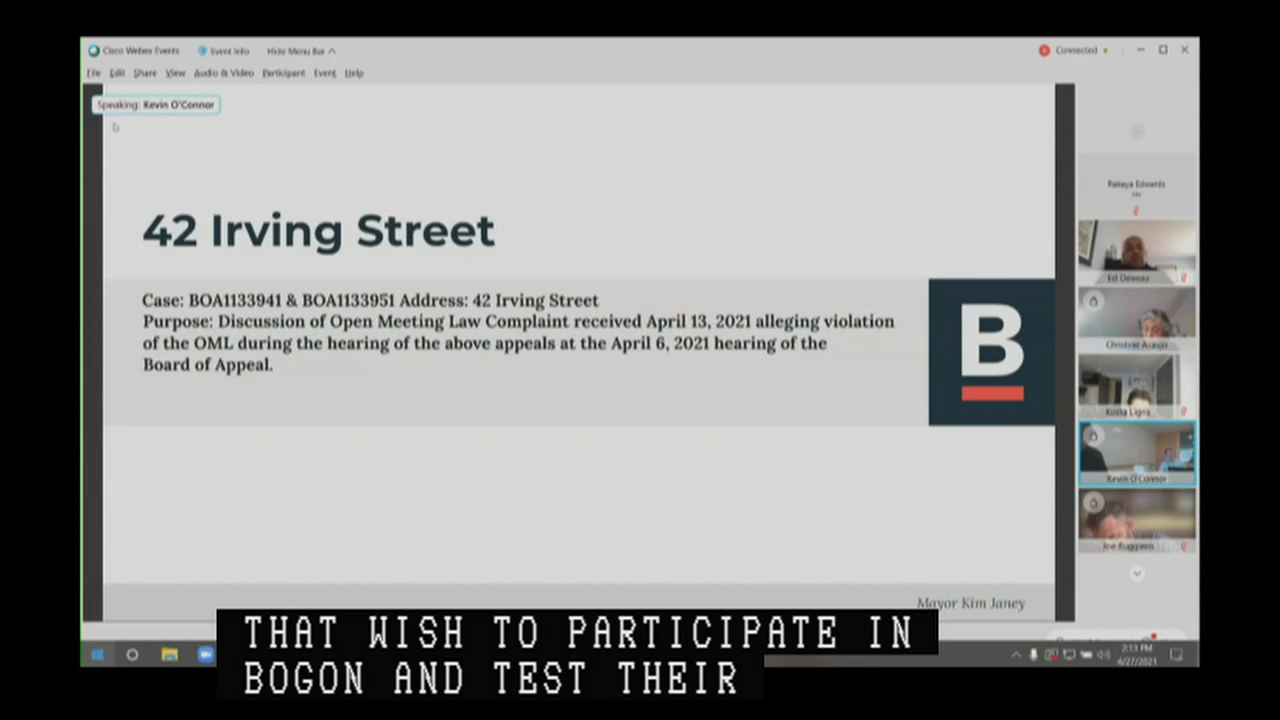 Cisco Webex Events
Event Info
Hide Menu Bar
Connected
File Edit Share View Audio & Video Participant Event Help
Speaking: Kevin O'Connor
42 Irving Street
Case: BOA1133941 & BOA1133951 Address: 42 Irving Street
Purpose: Discussion of Open Meeting Law Complaint received April 13, 2021 alleging violation
of the OML during the hearing of the above appeals at the April 6, 2021 hearing of the
Board of Appeal.
B
Mayor Kim Janey
Rakeya Edwards
Me
Ed Deveau
Christine Araujo
Kosta Ligris
Kevin O'Connor
Joe Ruggiero
THAT WISH TO PARTICIPATE IN
BOGON AND TEST THEIR
2:13 PM
4/27/2021